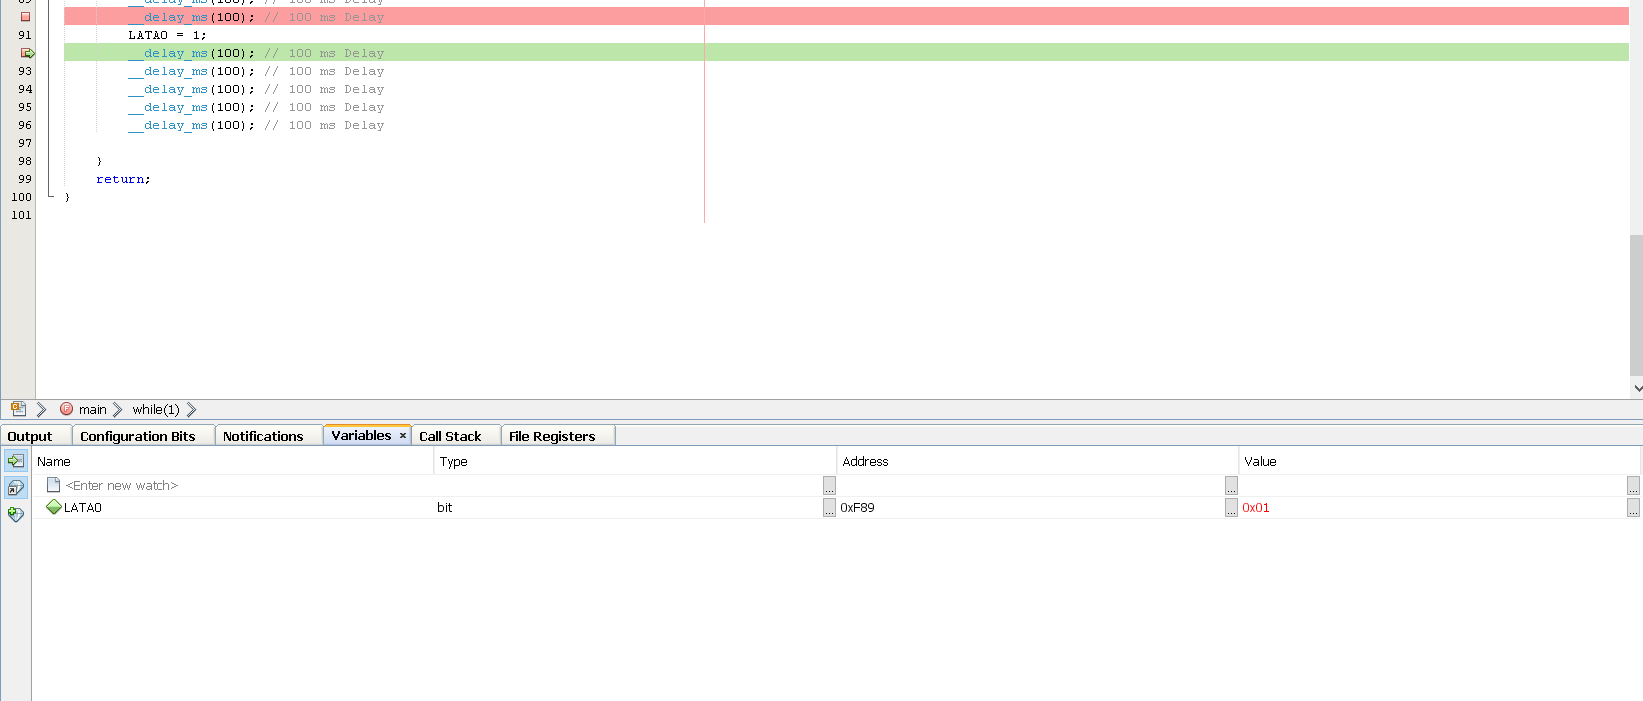 __delay_ms(100); // 100 ms Delay
__delay_ms(100); // 100 ms Delay
91 LATA0 = 1;
__delay_ms(100); // 100 ms Delay
93 __delay_ms(100); // 100 ms Delay
94 __delay_ms(100); // 100 ms Delay
95 __delay_ms(100); // 100 ms Delay
96 __delay_ms(100); // 100 ms Delay
97
98 }
99 return;
100 }
101
main while(1)
Output Configuration Bits Notifications Variables × Call Stack File Registers
Name Type Address Value
<Enter new watch> ... ... ...
LATA0 bit ... 0xF89 ... 0x01 ...